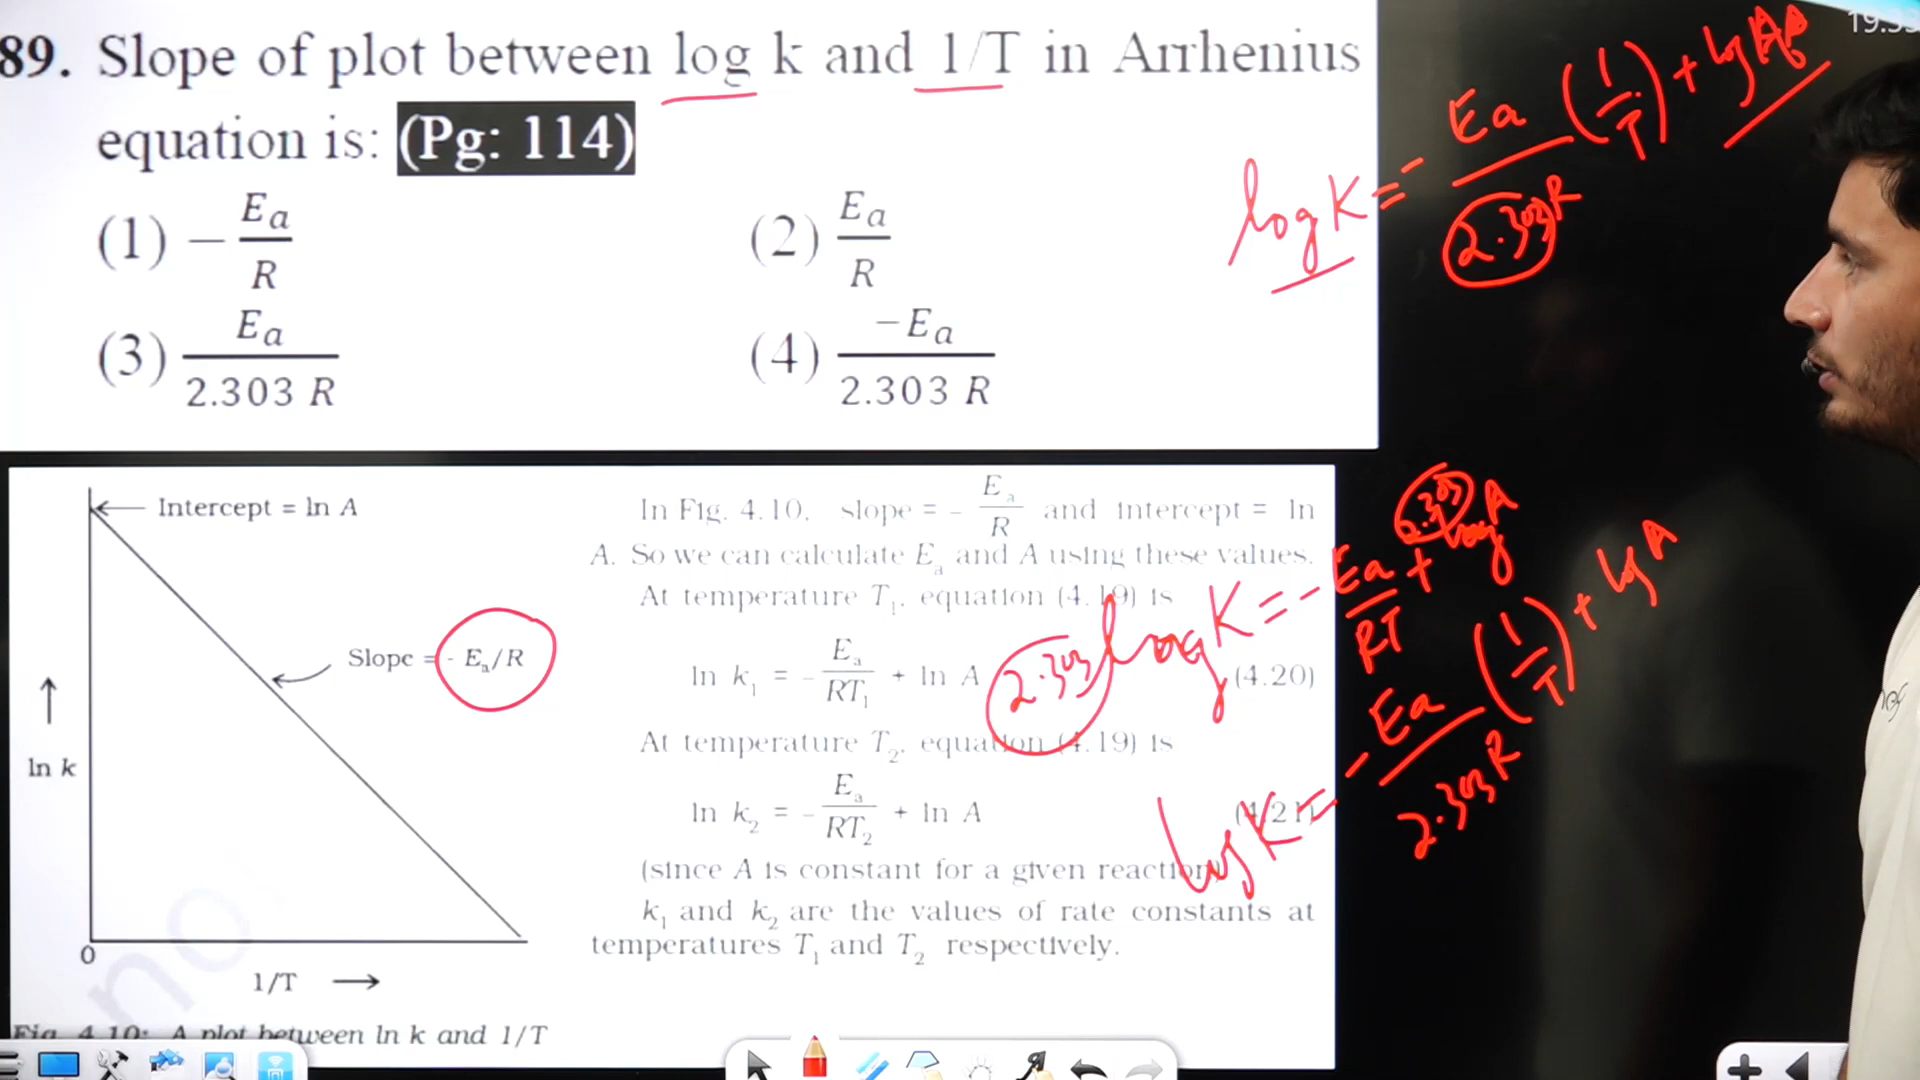 89. Slope of plot between log k and 1/T in Arrhenius
equation is: (Pg: 114)
(1) − Ea/R
(2) Ea/R
(3) Ea/2.303 R
(4) −Ea/2.303 R
log K = − Ea/2.303 R (1/T) + log A
19:33
Intercept = ln A
Slope = - Ea/R
ln k
0
1/T
Fig. 4.10: A plot between ln k and 1/T
In Fig. 4.10, slope = − Ea/R and intercept = ln
A. So we can calculate Ea and A using these values.
At temperature T1, equation (4.19) is
ln k1 = − Ea/RT1 + ln A (4.20)
At temperature T2, equation (4.19) is
ln k2 = − Ea/RT2 + ln A (4.21)
(since A is constant for a given reaction)
k1 and k2 are the values of rate constants at
temperatures T1 and T2 respectively.
2.303 log K = − Ea/RT + 2.303 log A
log K = − Ea/2.303 R (1/T) + log A